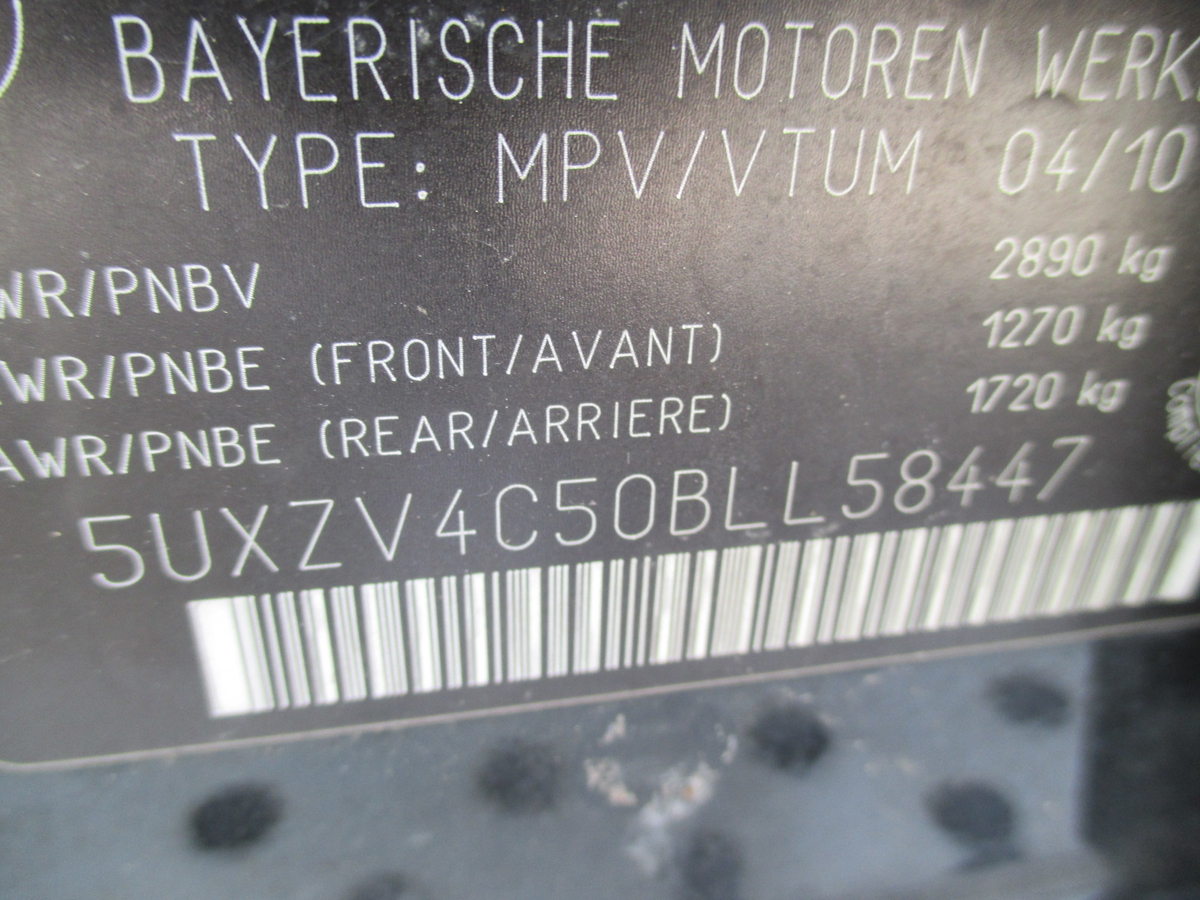 BAYERISCHE MOTOREN WERK
TYPE: MPV/VTUM 04/10
WR/PNBV 2890 kg
WR/PNBE (FRONT/AVANT) 1270 kg
AWR/PNBE (REAR/ARRIERE) 1720 kg
5UXZV4C50BLL58447